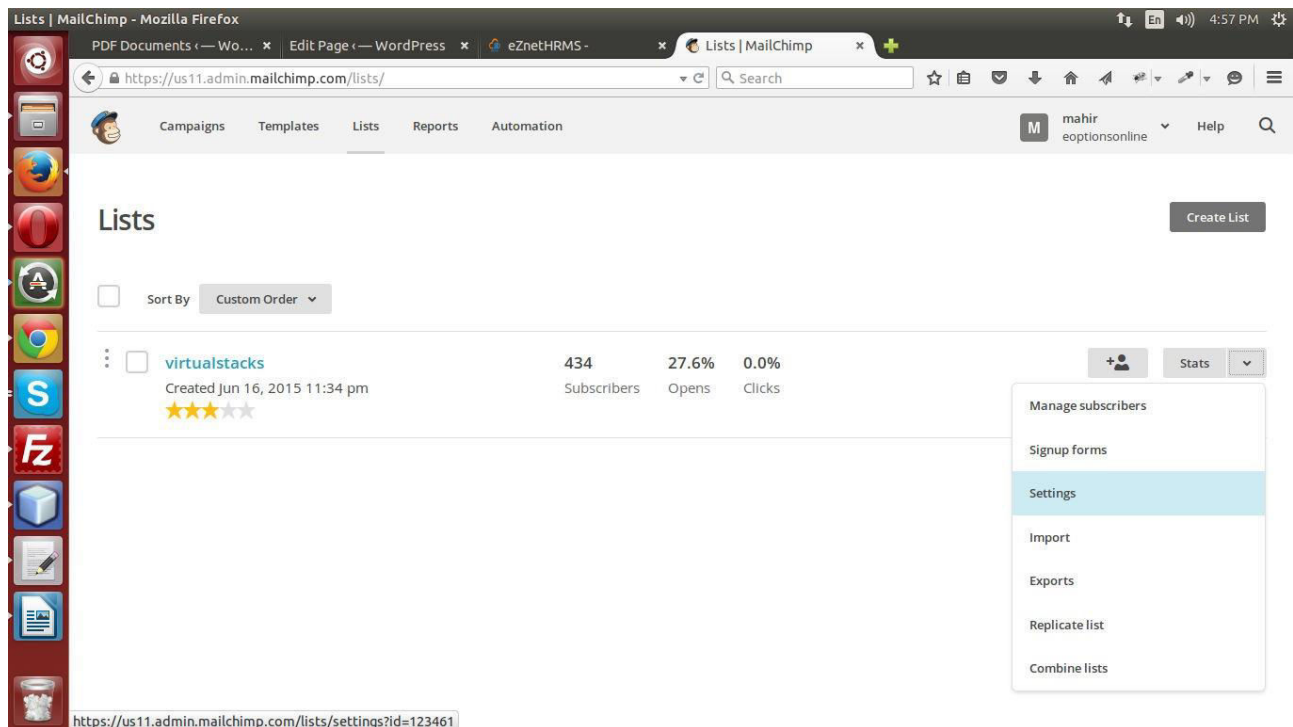 Lists | MailChimp - Mozilla Firefox En 4:57 PM
PDF Documents ‹ — Wo... × Edit Page ‹ — WordPress × eZnetHRMS - × Lists | MailChimp ×
https://us11.admin.mailchimp.com/lists/ Search
Campaigns Templates Lists Reports Automation M mahir Help
eoptionsonline
Lists Create List
Sort By Custom Order
virtualstacks 434 27.6% 0.0% Stats
Created Jun 16, 2015 11:34 pm Subscribers Opens Clicks
Manage subscribers
Signup forms
Settings
Import
Exports
Replicate list
Combine lists
https://us11.admin.mailchimp.com/lists/settings?id=123461